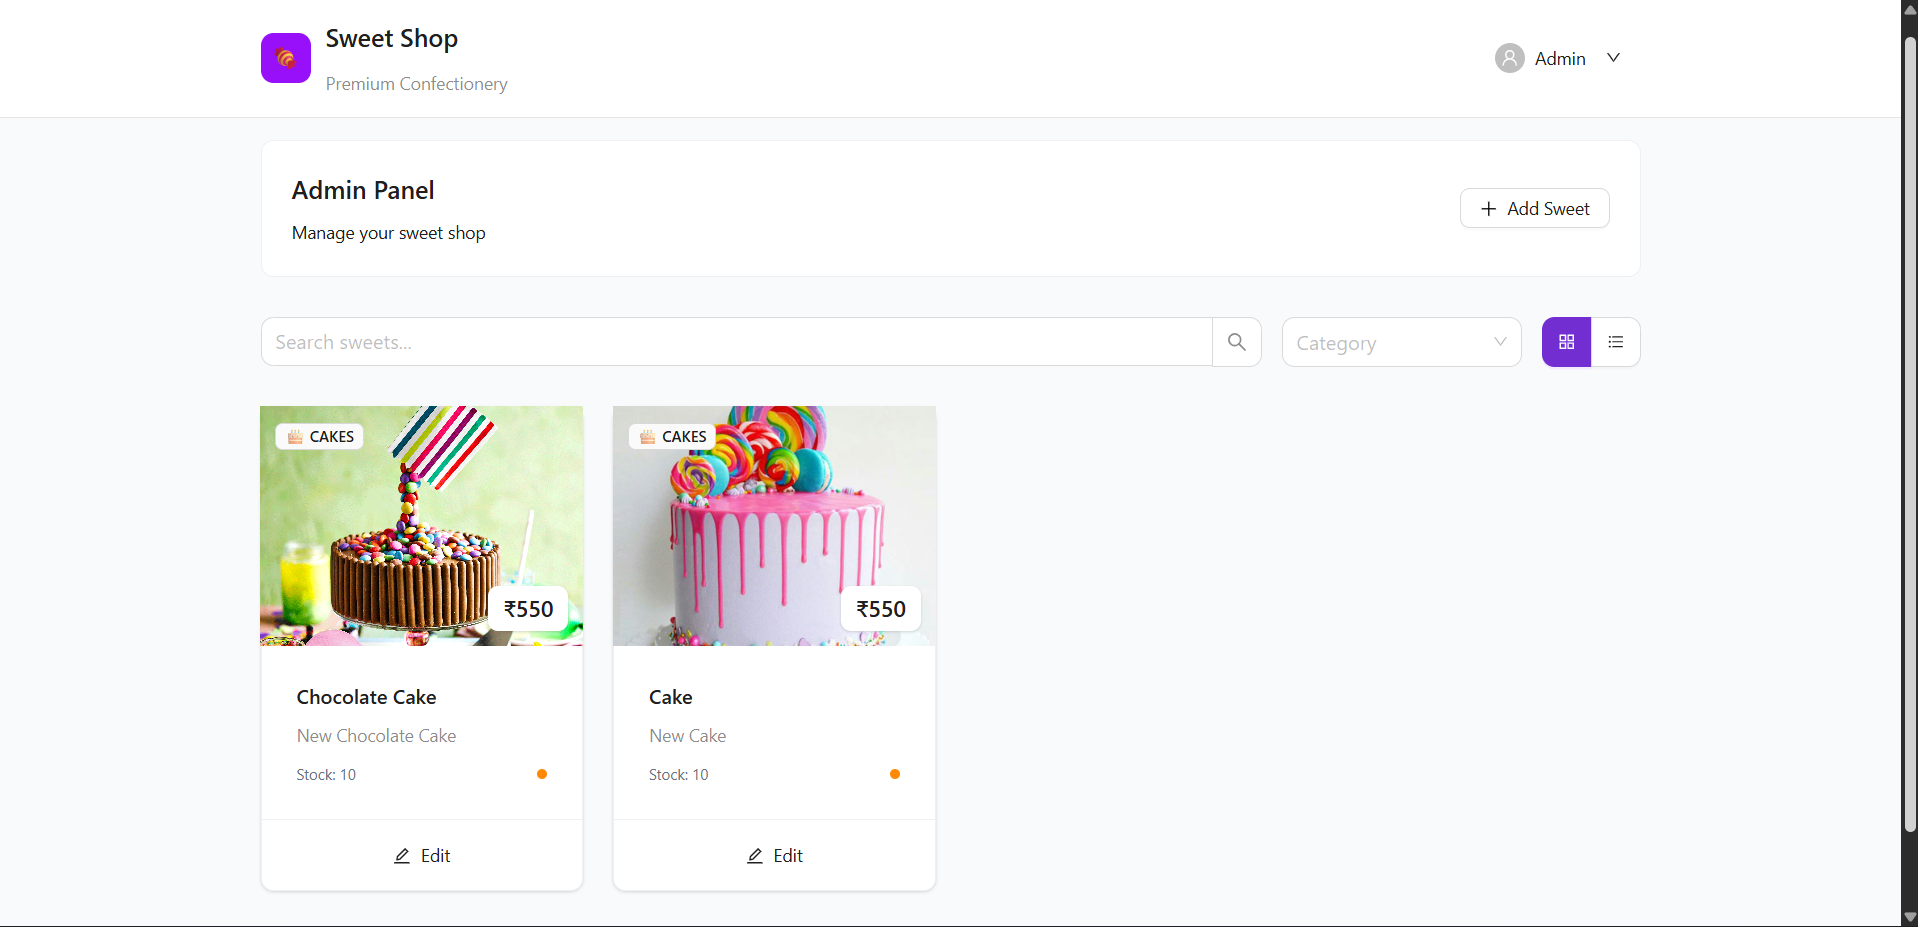 Sweet Shop
Premium Confectionery
Admin
Admin Panel
Manage your sweet shop
Add Sweet
Search sweets...
Category
CAKES
₹550
Chocolate Cake
New Chocolate Cake
Stock: 10
Edit
CAKES
₹550
Cake
New Cake
Stock: 10
Edit